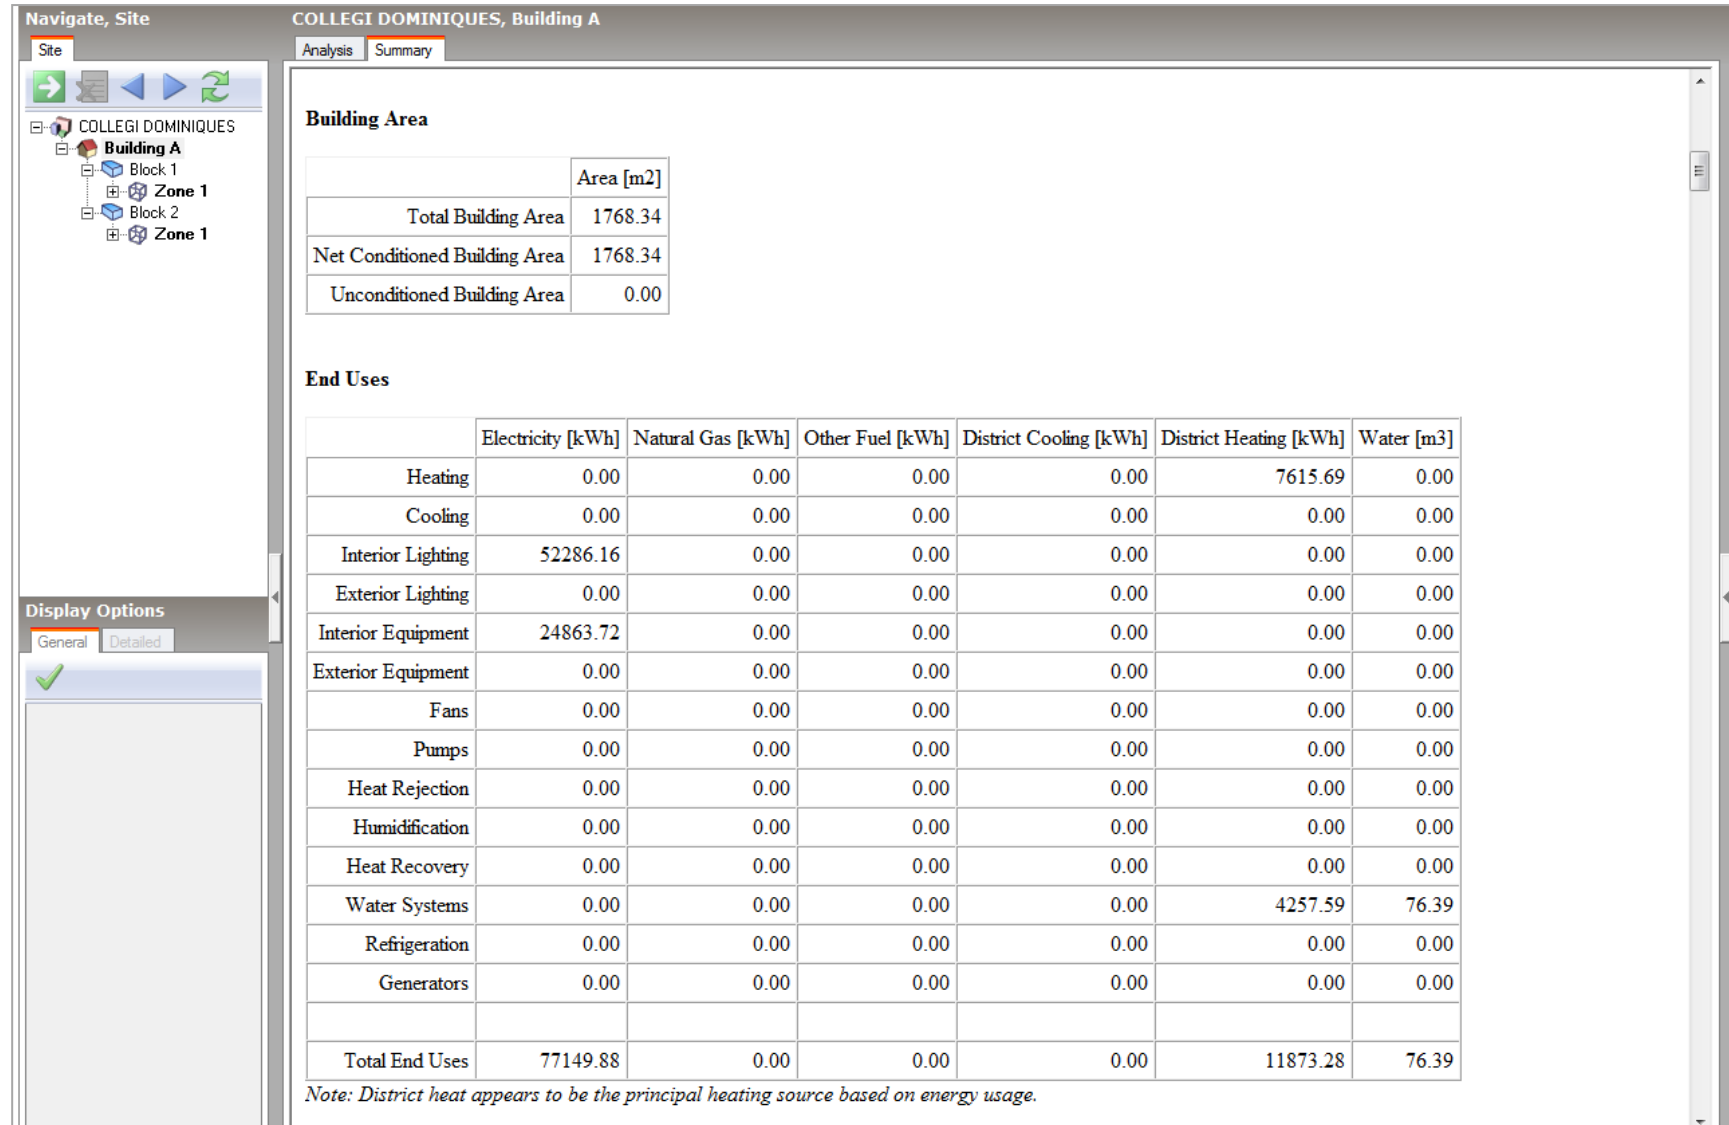 Navigate, Site
Site
COLLEGI DOMINIQUES
Building A
Block 1
Zone 1
Block 2
Zone 1
Display Options
General Detailed
COLLEGI DOMINIQUES, Building A
Analysis Summary
Building Area
Area [m2]
Total Building Area 1768.34
Net Conditioned Building Area 1768.34
Unconditioned Building Area 0.00
End Uses
Electricity [kWh] Natural Gas [kWh] Other Fuel [kWh] District Cooling [kWh] District Heating [kWh] Water [m3]
Heating 0.00 0.00 0.00 0.00 7615.69 0.00
Cooling 0.00 0.00 0.00 0.00 0.00 0.00
Interior Lighting 52286.16 0.00 0.00 0.00 0.00 0.00
Exterior Lighting 0.00 0.00 0.00 0.00 0.00 0.00
Interior Equipment 24863.72 0.00 0.00 0.00 0.00 0.00
Exterior Equipment 0.00 0.00 0.00 0.00 0.00 0.00
Fans 0.00 0.00 0.00 0.00 0.00 0.00
Pumps 0.00 0.00 0.00 0.00 0.00 0.00
Heat Rejection 0.00 0.00 0.00 0.00 0.00 0.00
Humidification 0.00 0.00 0.00 0.00 0.00 0.00
Heat Recovery 0.00 0.00 0.00 0.00 0.00 0.00
Water Systems 0.00 0.00 0.00 0.00 4257.59 76.39
Refrigeration 0.00 0.00 0.00 0.00 0.00 0.00
Generators 0.00 0.00 0.00 0.00 0.00 0.00
Total End Uses 77149.88 0.00 0.00 0.00 11873.28 76.39
Note: District heat appears to be the principal heating source based on energy usage.